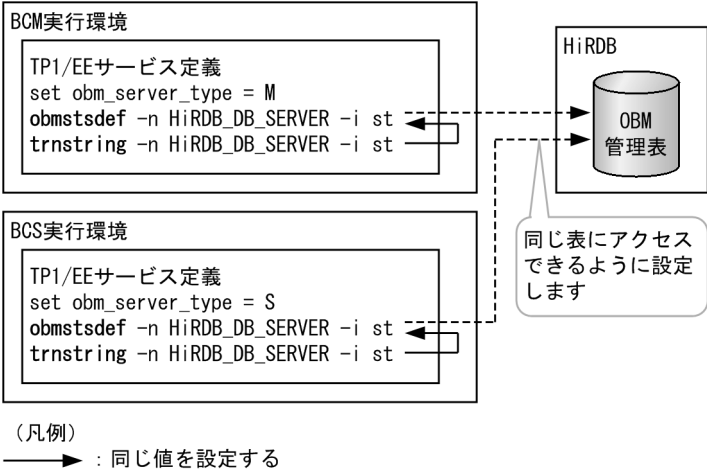 BCM実行環境
TP1/EEサービス定義
set obm_server_type = M
obmstsdef -n HiRDB_DB_SERVER -i st
trnstring -n HiRDB_DB_SERVER -i st
HiRDB
OBM
管理表
BCS実行環境
TP1/EEサービス定義
set obm_server_type = S
obmstsdef -n HiRDB_DB_SERVER -i st
trnstring -n HiRDB_DB_SERVER -i st
同じ表にアクセス
できるように設定
します
（凡例）
：同じ値を設定する